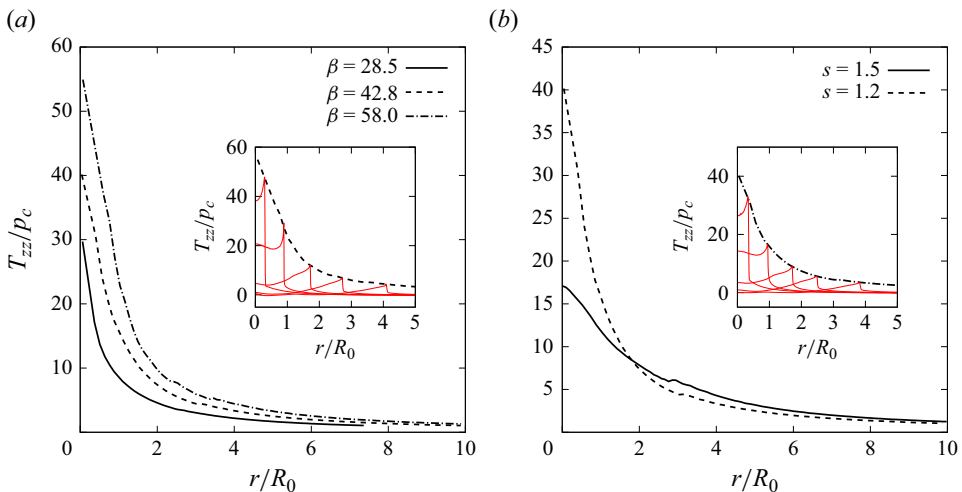 (a)
60
50
40
30
20
10
0
T_zz/p_c
β = 28.5
β = 42.8
β = 58.0
60
40
20
0
T_zz/p_c
0 1 2 3 4 5
r/R_0
2 4 6 8 10
r/R_0
(b)
45
40
35
30
25
20
15
10
5
0
s = 1.5
s = 1.2
40
20
0
T_zz/p_c
0 1 2 3 4 5
r/R_0
2 4 6 8 10
r/R_0